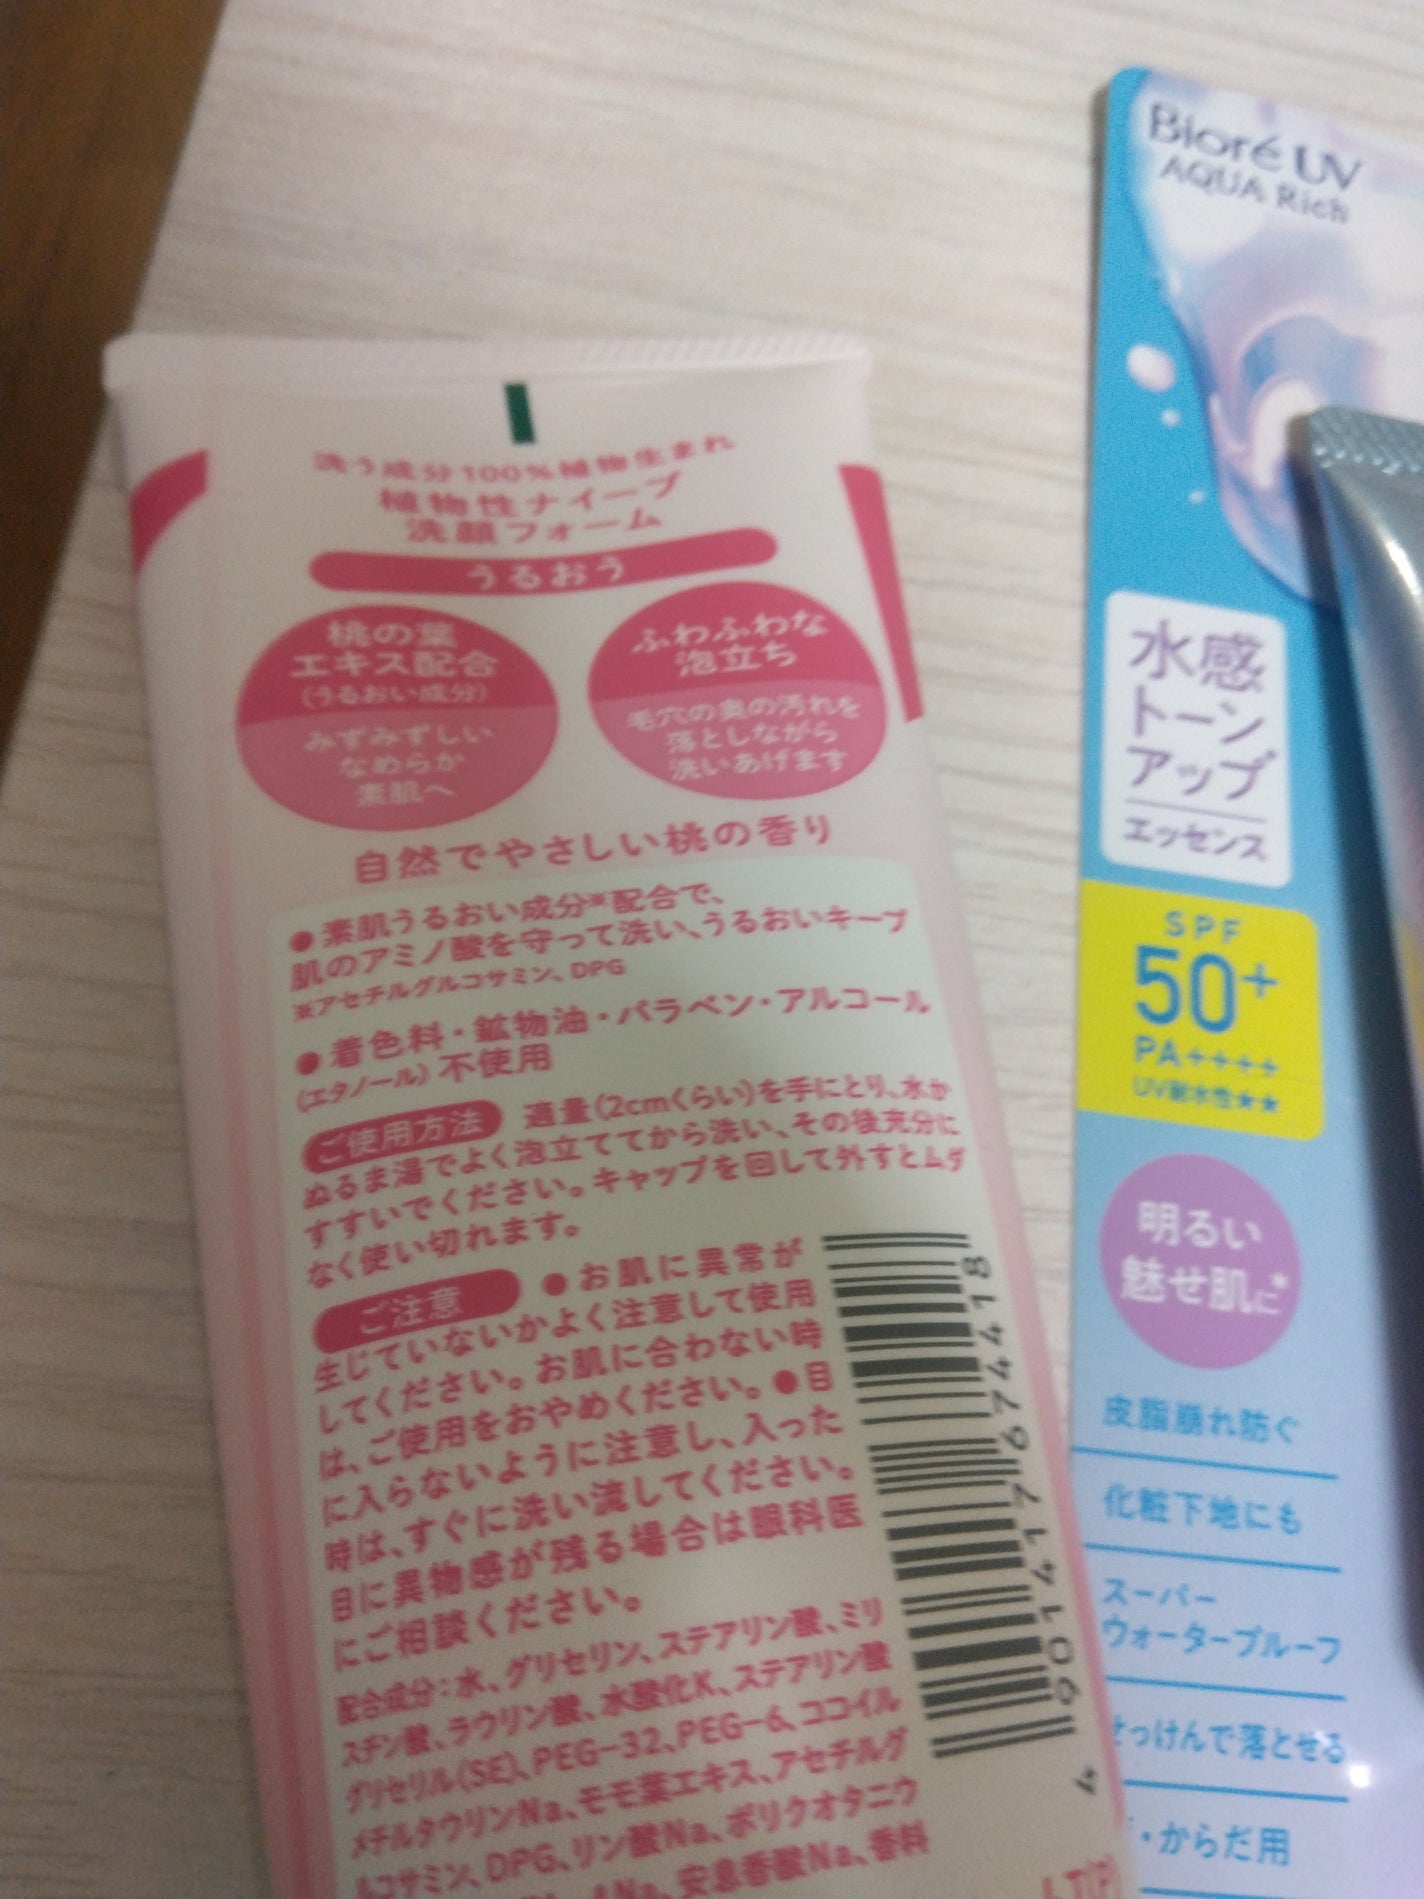 洗う成分100%植物生まれ
植物性ナイーブ
洗顔フォーム
うるおう
桃の葉
エキス配合
(うるおい成分)
みずみずしい
なめらか
素肌へ
ふわふわな
泡立ち
毛穴の奥の汚れを
落としながら
洗いあげます
自然でやさしい桃の香り
●素肌うるおい成分※配合で、
肌のアミノ酸を守って洗い、うるおいキープ
※アセチルグルコサミン、DPG
●着色料・鉱物油・パラベン・アルコール
(エタノール)不使用
ご使用方法 適量(2cmくらい)を手にとり、水か
ぬるま湯でよく泡立ててから洗い、その後充分に
すすいでください。キャップを回して外すとムダ
なく使い切れます。
ご注意 ●お肌に異常が
生じていないかよく注意して使用
してください。お肌に合わない時
は、ご使用をおやめください。●目
に入らないように注意し、入った
時は、すぐに洗い流してください。
目に異物感が残る場合は眼科医
にご相談ください。
配合成分:水、グリセリン、ステアリン酸、ミリ
スチン酸、ラウリン酸、水酸化K、ステアリン酸
グリセリル(SE)、PEG-32、PEG-6、ココイル
メチルタウリンNa、モモ葉エキス、アセチルグ
ルコサミン、DPG、リン酸Na、ポリクオタニウ
安息香酸Na、香料
4 901417 674418
Bioré UV
AQUA Rich
水感
トーン
アップ
エッセンス
SPF
50+
PA++++
UV耐水性★★
明るい
魅せ肌に*
皮脂崩れ防ぐ
化粧下地にも
スーパー
ウォータープルーフ
せっけんで落とせる
・からだ用